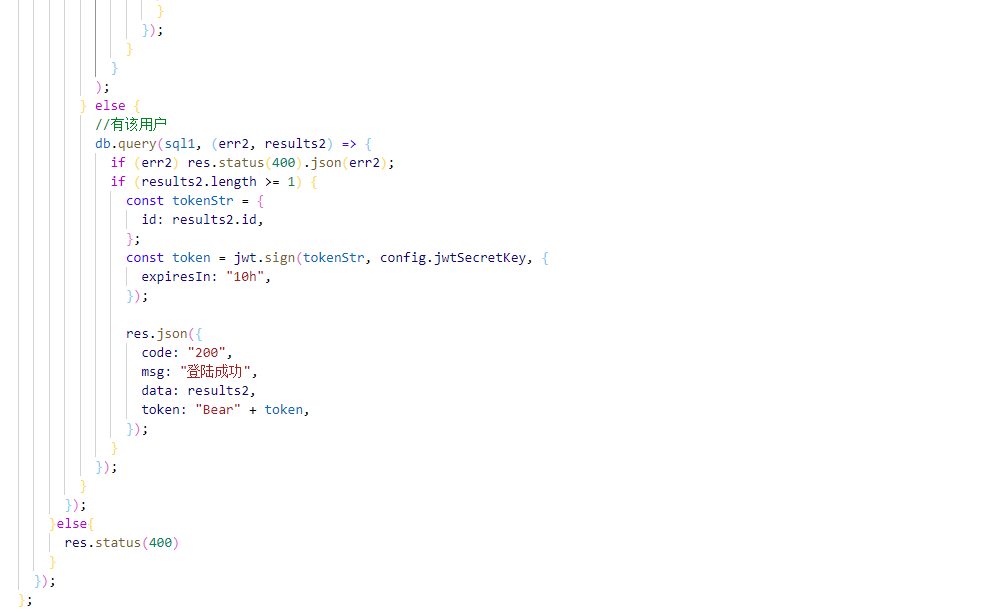 }
});
}
}
);
} else {
//有该用户
db.query(sql1, (err2, results2) => {
if (err2) res.status(400).json(err2);
if (results2.length >= 1) {
const tokenStr = {
id: results2.id,
};
const token = jwt.sign(tokenStr, config.jwtSecretKey, {
expiresIn: "10h",
});
res.json({
code: "200",
msg: "登陆成功",
data: results2,
token: "Bear" + token,
});
}
});
}
});
}else{
res.status(400)
}
});
};